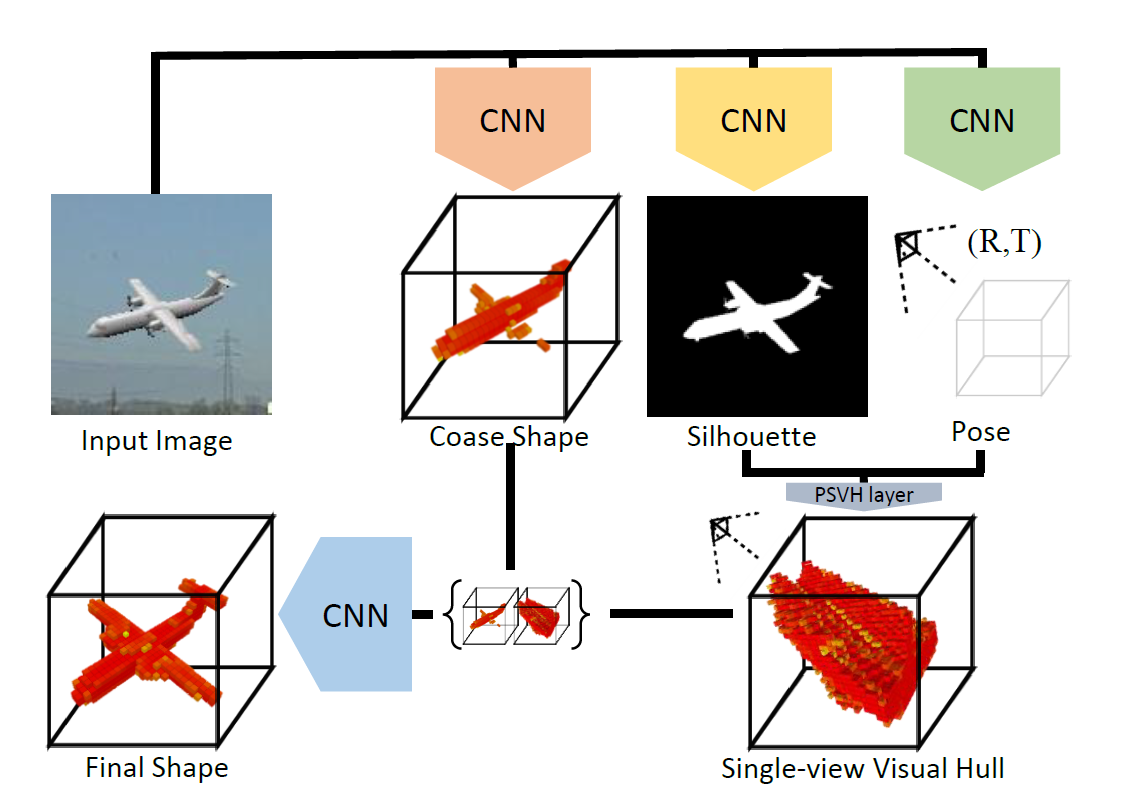 CNN
CNN
CNN
(R,T)
Input Image
Coase Shape
Silhouette
Pose
PSVH layer
CNN
{ }
Final Shape
Single-view Visual Hull